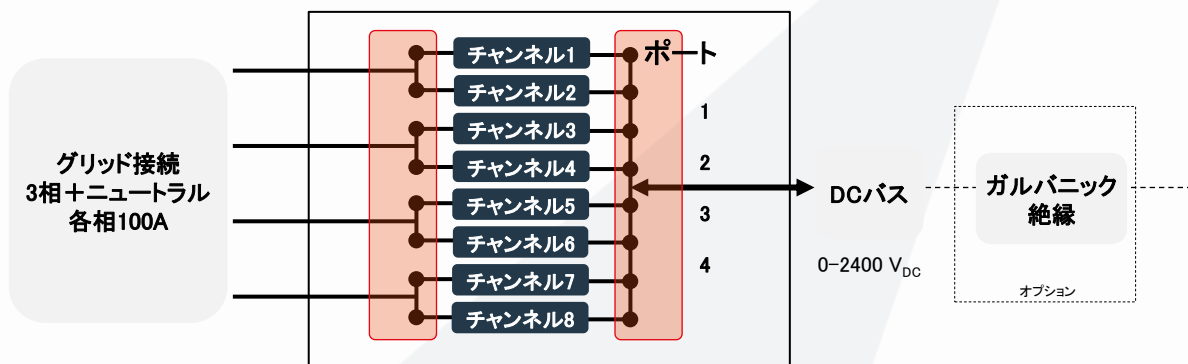 グリッド接続
3相＋ニュートラル
各相100A
チャンネル1
チャンネル2
チャンネル3
チャンネル4
チャンネル5
チャンネル6
チャンネル7
チャンネル8
ポート
1
2
3
4
DCバス
0-2400 VDC
ガルバニック
絶縁
オプション